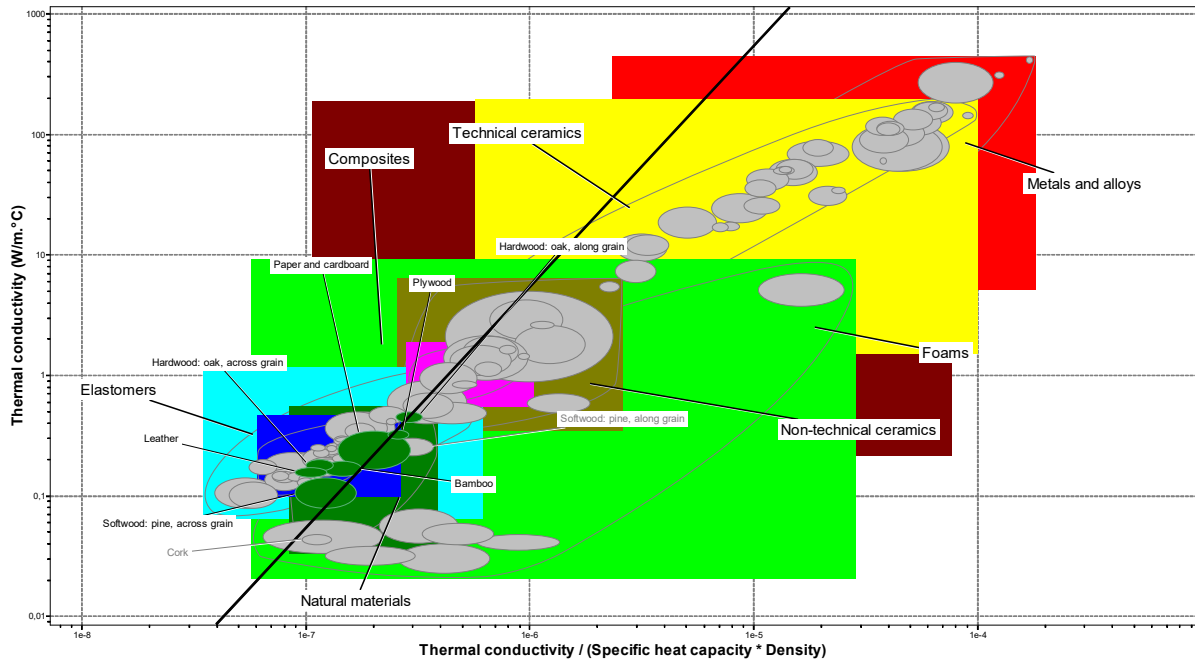 1000
100
10
1
0,1
0,01
Thermal conductivity (W/m.°C)
Technical ceramics
Composites
Metals and alloys
Hardwood: oak, along grain
Paper and cardboard
Plywood
Foams
Hardwood: oak, across grain
Elastomers
Softwood: pine, along grain
Non-technical ceramics
Leather
Bamboo
Softwood: pine, across grain
Cork
Natural materials
1e-8
1e-7
1e-6
1e-5
1e-4
Thermal conductivity / (Specific heat capacity * Density)